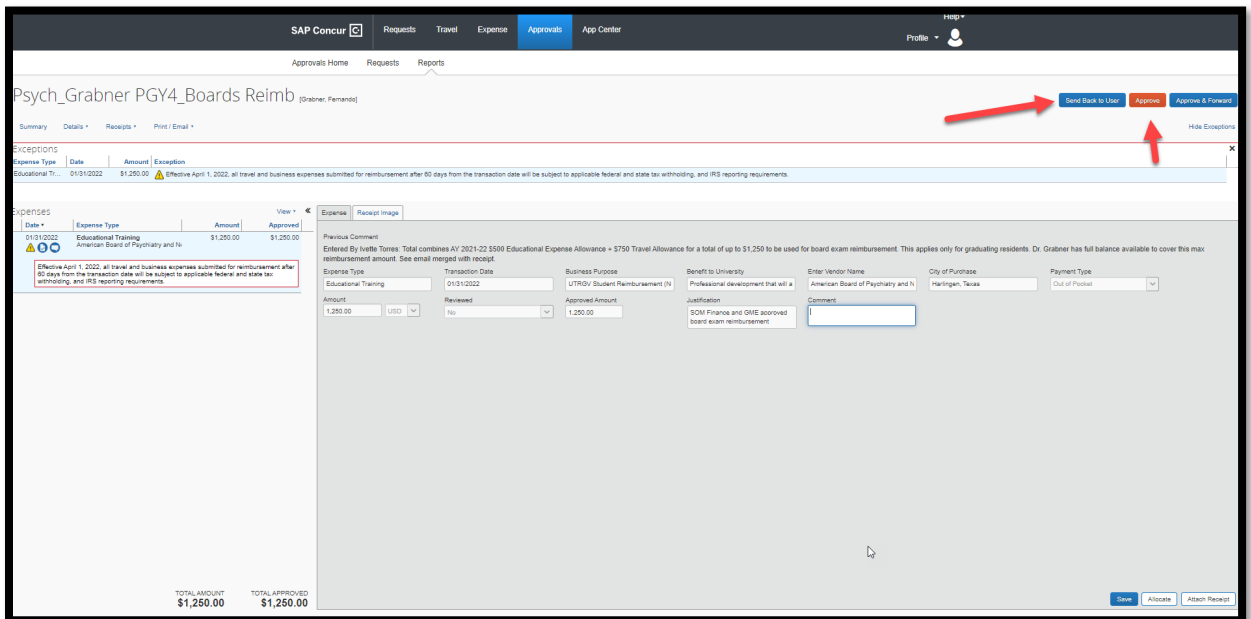 Help
SAP Concur C Requests Travel Expense Approvals App Center
Profile
Approvals Home Requests Reports
Psych_Grabner PGY4_Boards Reimb [Grabner, Fernando]
Send Back to User Approve Approve & Forward
Summary Details Receipts Print / Email
Hide Exceptions
Exceptions
Expense Type Date Amount Exception
Educational Tr... 01/31/2022 $1,250.00 Effective April 1, 2022, all travel and business expenses submitted for reimbursement after 60 days from the transaction date will be subject to applicable federal and state tax withholding, and IRS reporting requirements.
Expenses View
Date Expense Type Amount Approved
01/31/2022 Educational Training $1,250.00 $1,250.00
American Board of Psychiatry and Ne
Effective April 1, 2022, all travel and business expenses submitted for reimbursement after
60 days from the transaction date will be subject to applicable federal and state tax
withholding, and IRS reporting requirements.
TOTAL AMOUNT TOTAL APPROVED
$1,250.00 $1,250.00
Expense Receipt Image
Previous Comment
Entered By Ivette Torres: Total combines AY 2021-22 $500 Educational Expense Allowance + $750 Travel Allowance for a total of up to $1,250 to be used for board exam reimbursement. This applies only for graduating residents. Dr. Grabner has full balance available to cover this max
reimbursement amount. See email merged with receipt.
Expense Type Transaction Date Business Purpose Benefit to University Enter Vendor Name City of Purchase Payment Type
Educational Training 01/31/2022 UTRGV Student Reimbursement (N Professional development that will a American Board of Psychiatry and N Harlingen, Texas Out of Pocket
Amount Reviewed Approved Amount Justification Comment
1,250.00 USD No 1,250.00 SOM Finance and GME approved
board exam reimbursement
Save Allocate Attach Receipt